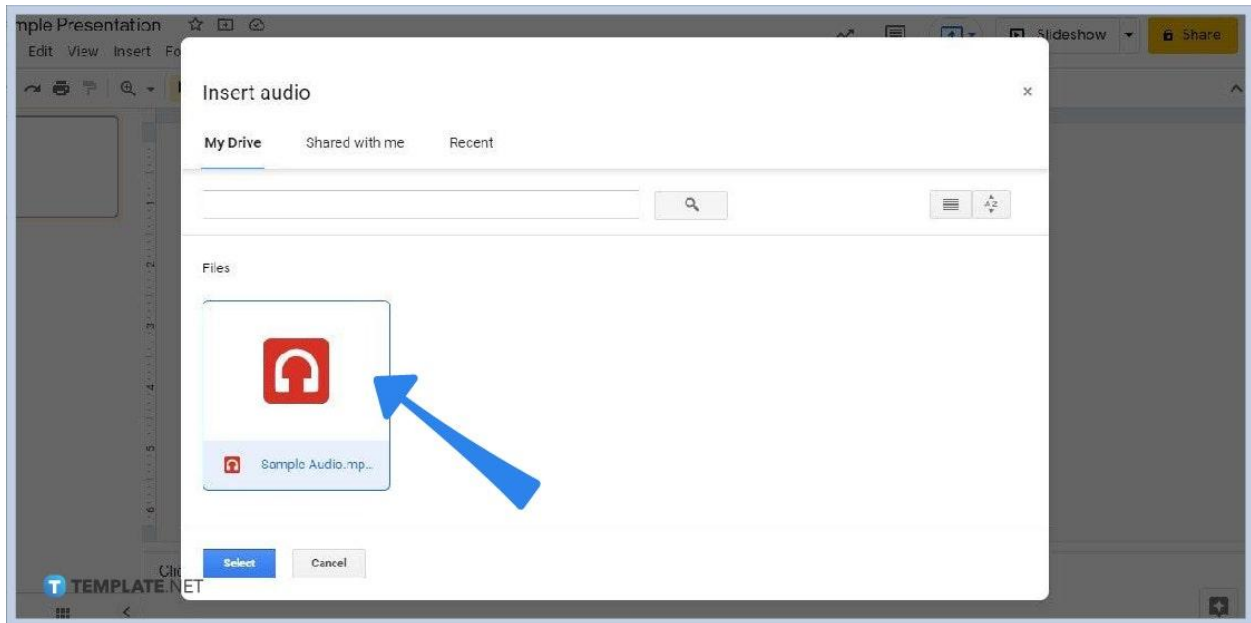 mple Presentation
Edit View Insert Fo
Slideshow
Share
Insert audio
×
My Drive Shared with me Recent
Files
Sample Audio.mp...
Select Cancel
Clic
T TEMPLATE.NET